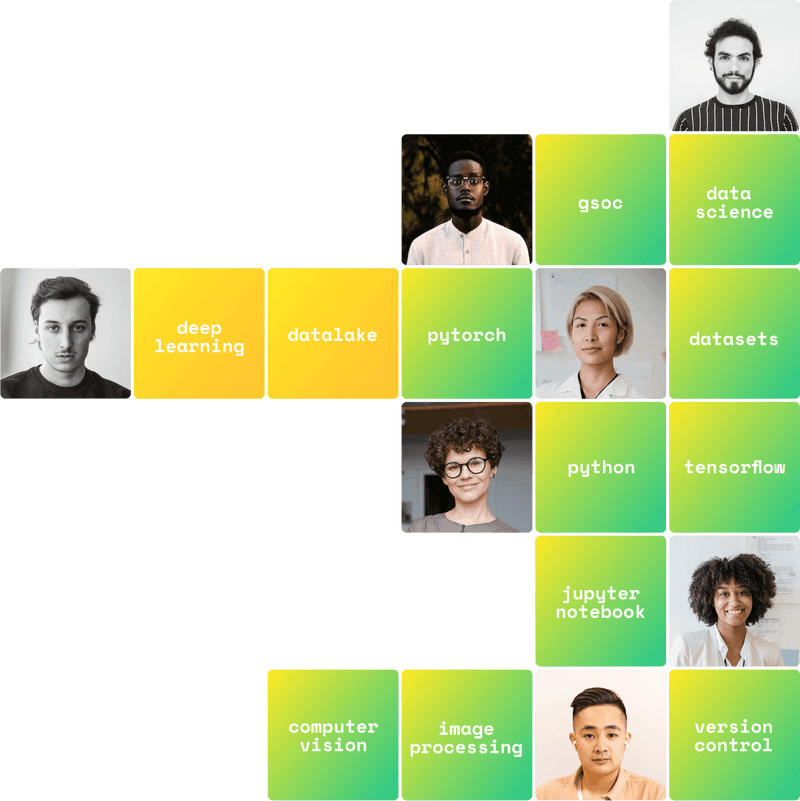 gsoc
data
science
deep
learning
datalake
pytorch
datasets
python
tensorflow
jupyter
notebook
computer
vision
image
processing
version
control